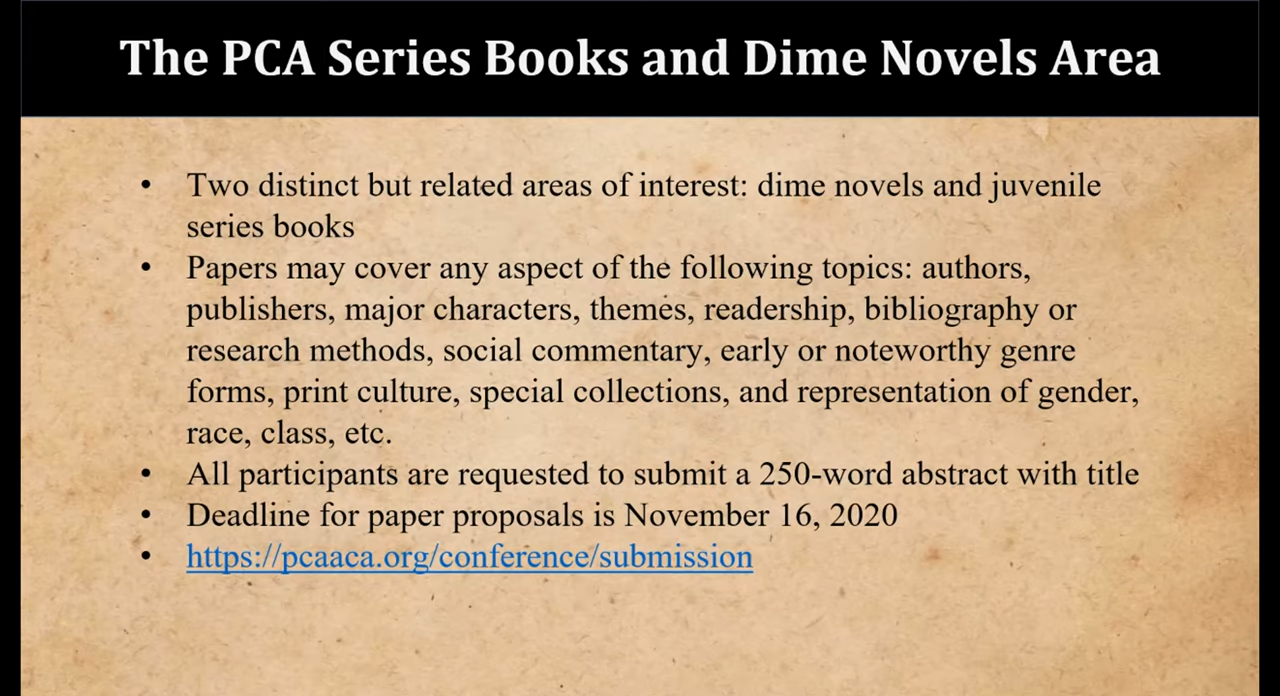 The PCA Series Books and Dime Novels Area
• Two distinct but related areas of interest: dime novels and juvenile
series books
• Papers may cover any aspect of the following topics: authors,
publishers, major characters, themes, readership, bibliography or
research methods, social commentary, early or noteworthy genre
forms, print culture, special collections, and representation of gender,
race, class, etc.
• All participants are requested to submit a 250-word abstract with title
• Deadline for paper proposals is November 16, 2020
• https://pcaaca.org/conference/submission